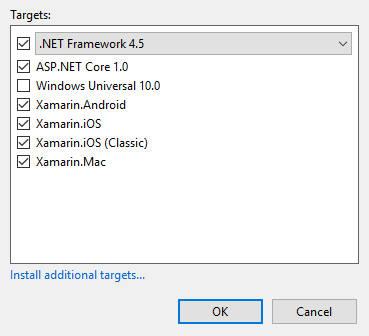 Targets:
.NET Framework 4.5
ASP.NET Core 1.0
Windows Universal 10.0
Xamarin.Android
Xamarin.iOS
Xamarin.iOS (Classic)
Xamarin.Mac
Install additional targets...
OK
Cancel